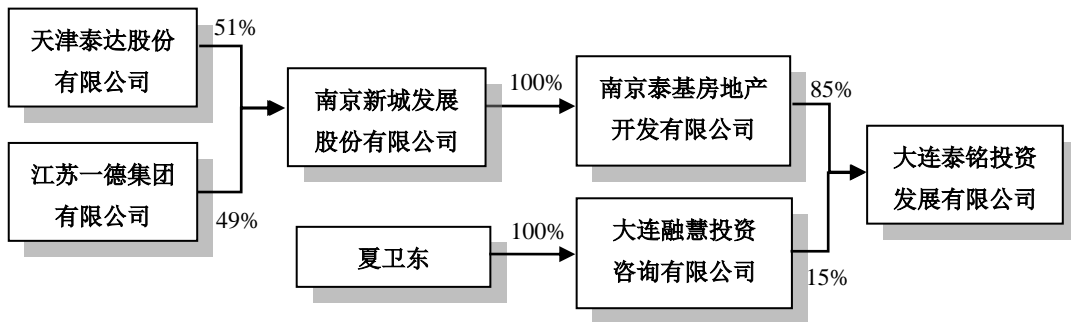 天津泰达股份
有限公司
51%
江苏一德集团
有限公司
49%
南京新城发展
股份有限公司
100%
南京泰基房地产
开发有限公司
85%
夏卫东
100%
大连融慧投资
咨询有限公司
15%
大连泰铭投资
发展有限公司